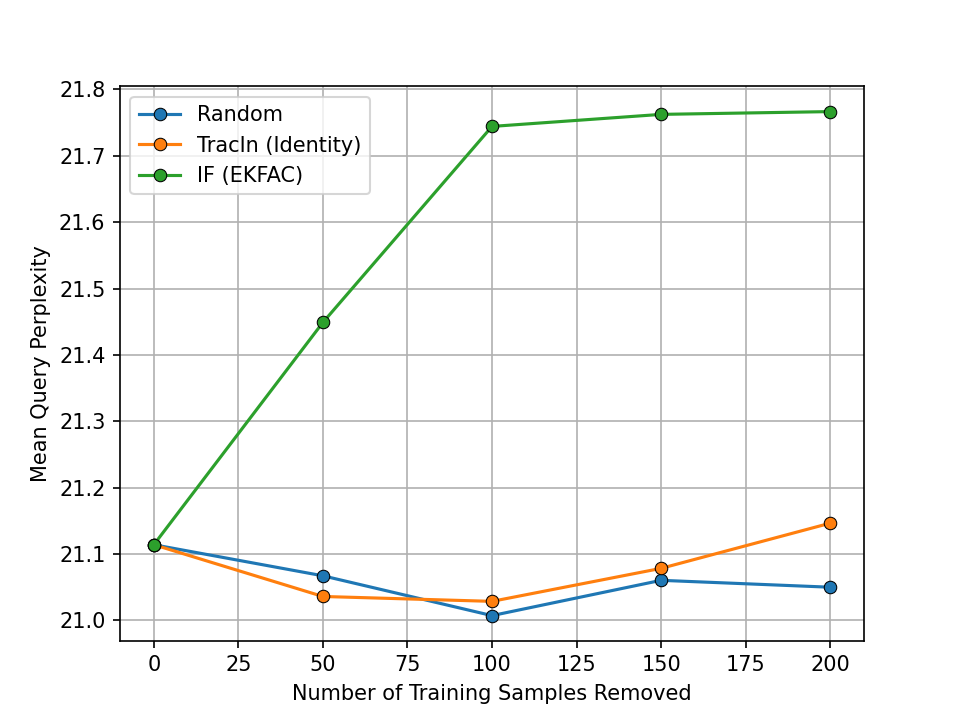 21.8
21.7
21.6
21.5
21.4
21.3
21.2
21.1
21.0
Mean Query Perplexity
Random
TracIn (Identity)
IF (EKFAC)
0 25 50 75 100 125 150 175 200
Number of Training Samples Removed